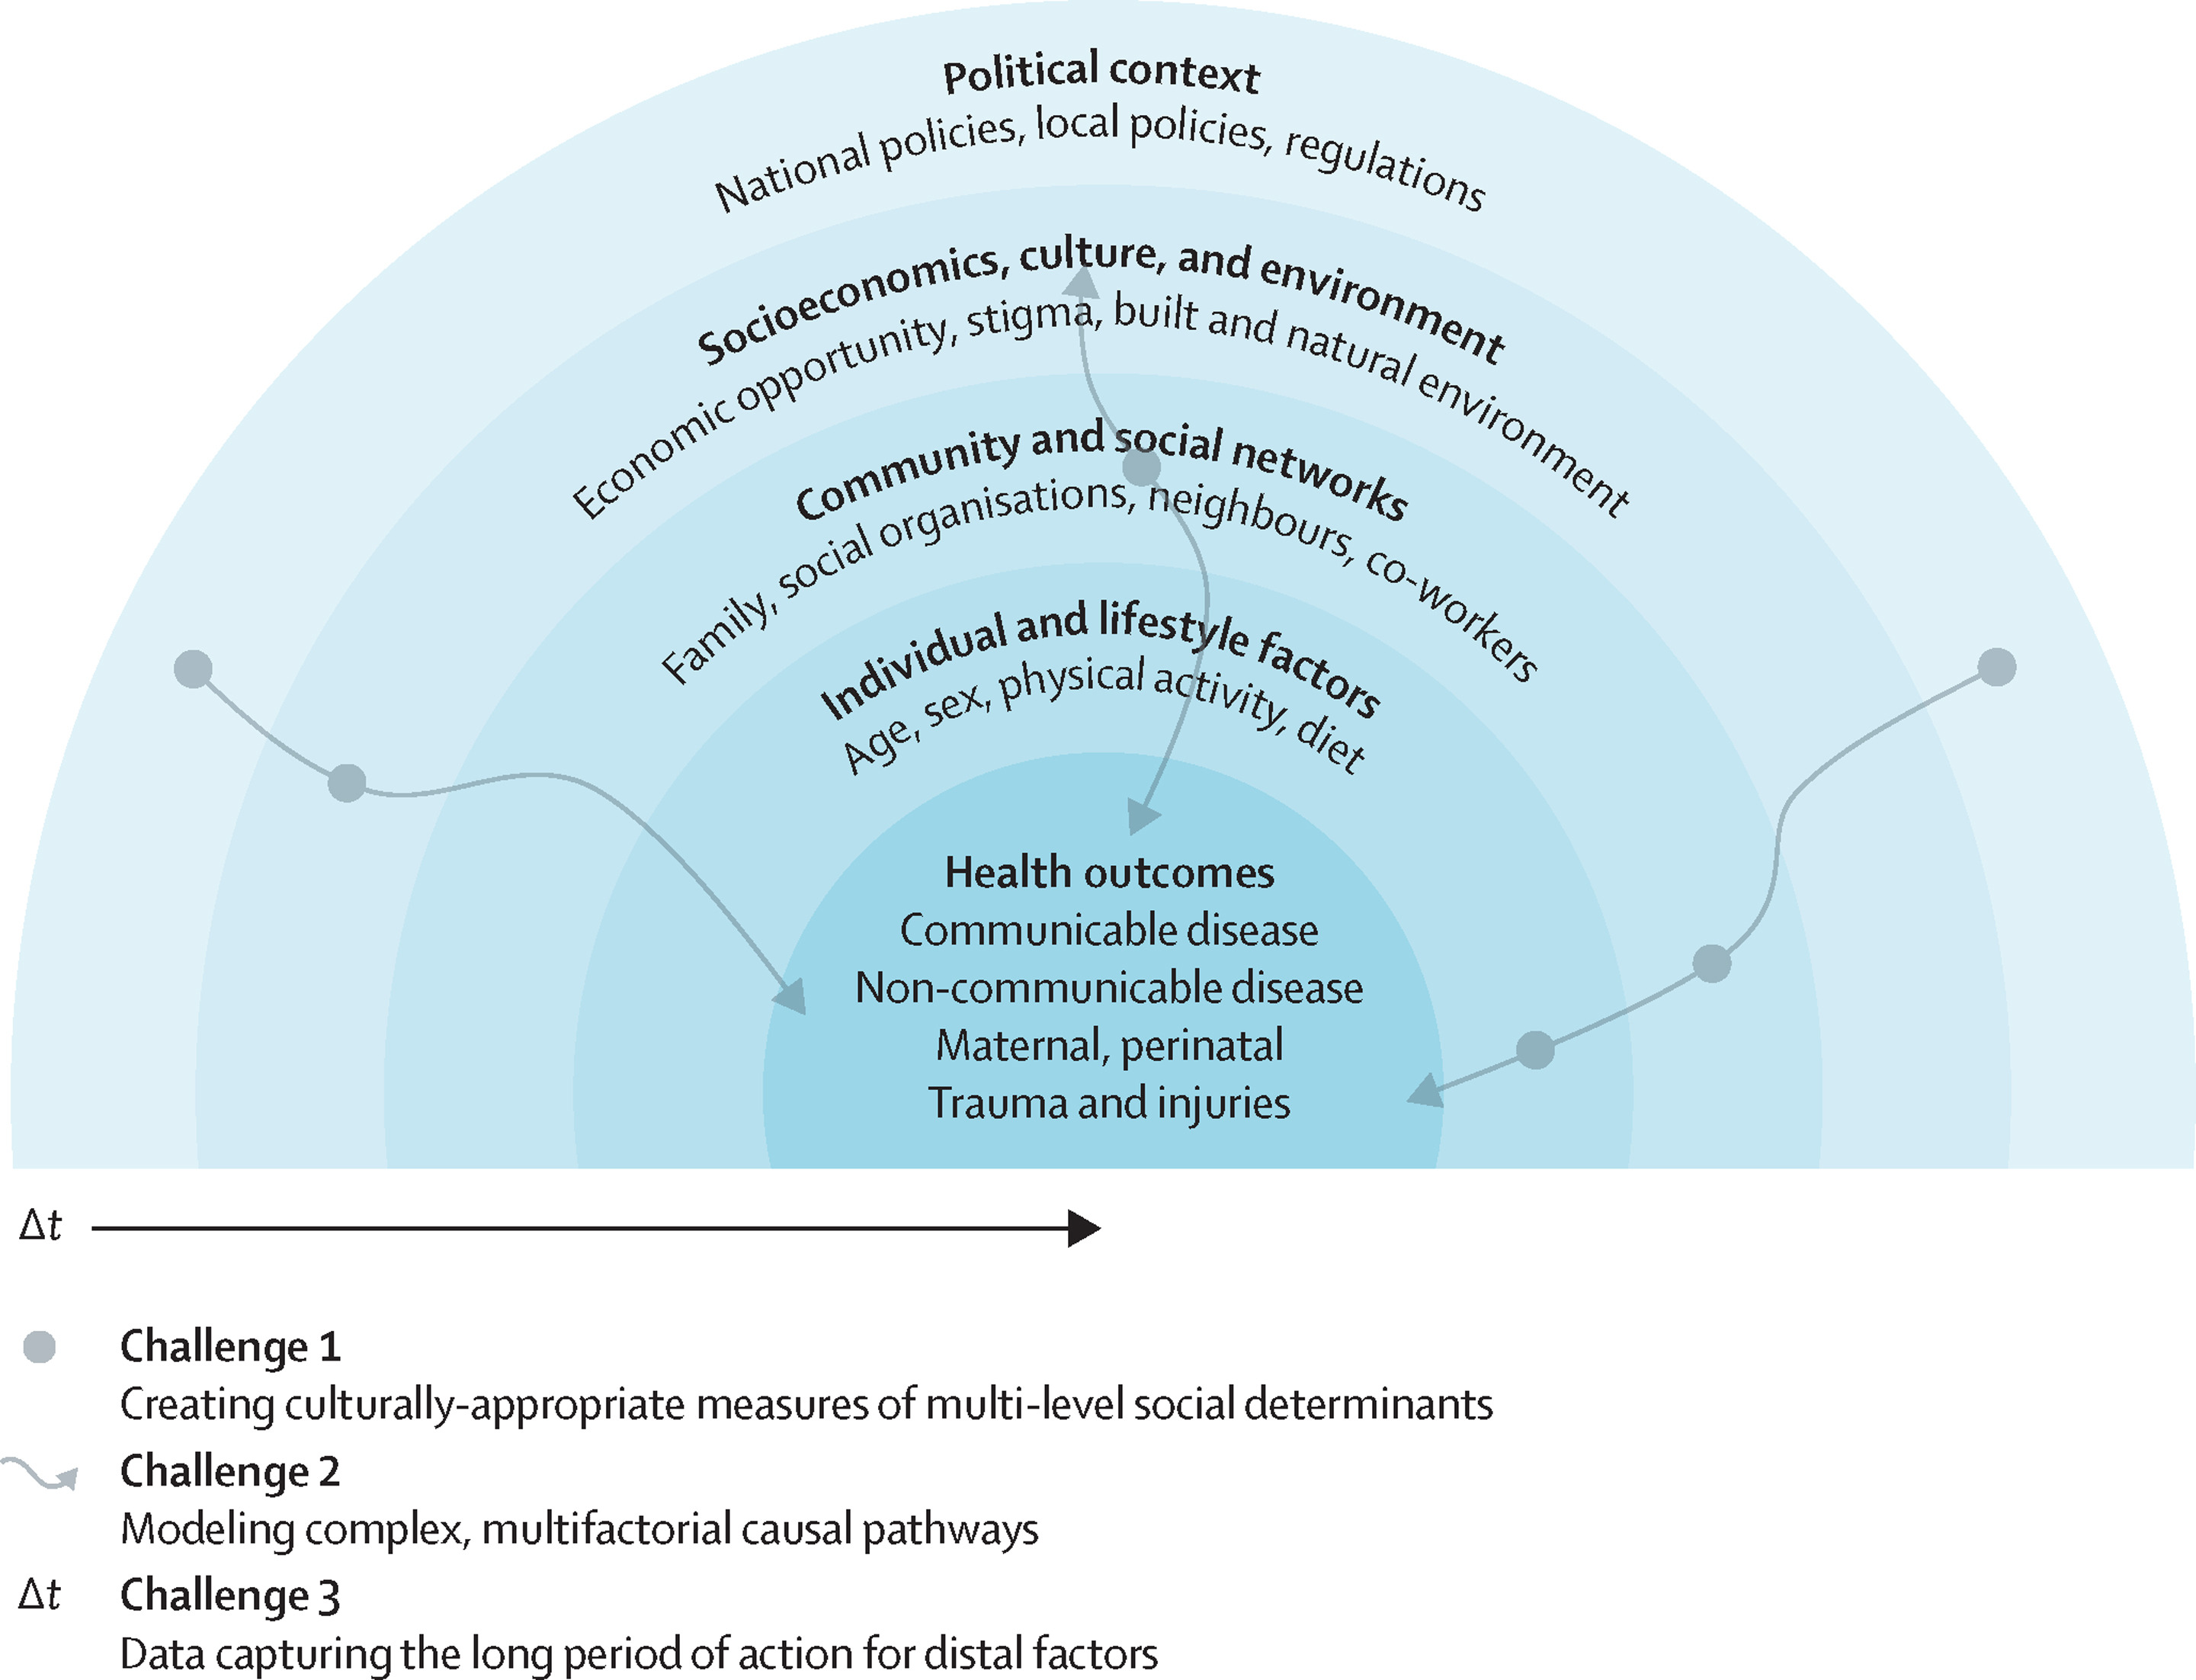 Political context
National policies, local policies, regulations
Socioeconomics, culture, and environment
Economic opportunity, stigma, built and natural environment
Community and social networks
Family, social organisations, neighbours, co-workers
Individual and lifestyle factors
Age, sex, physical activity, diet
Health outcomes
Communicable disease
Non-communicable disease
Maternal, perinatal
Trauma and injuries
Δt
Challenge 1
Creating culturally-appropriate measures of multi-level social determinants
Challenge 2
Modeling complex, multifactorial causal pathways
Δt Challenge 3
Data capturing the long period of action for distal factors